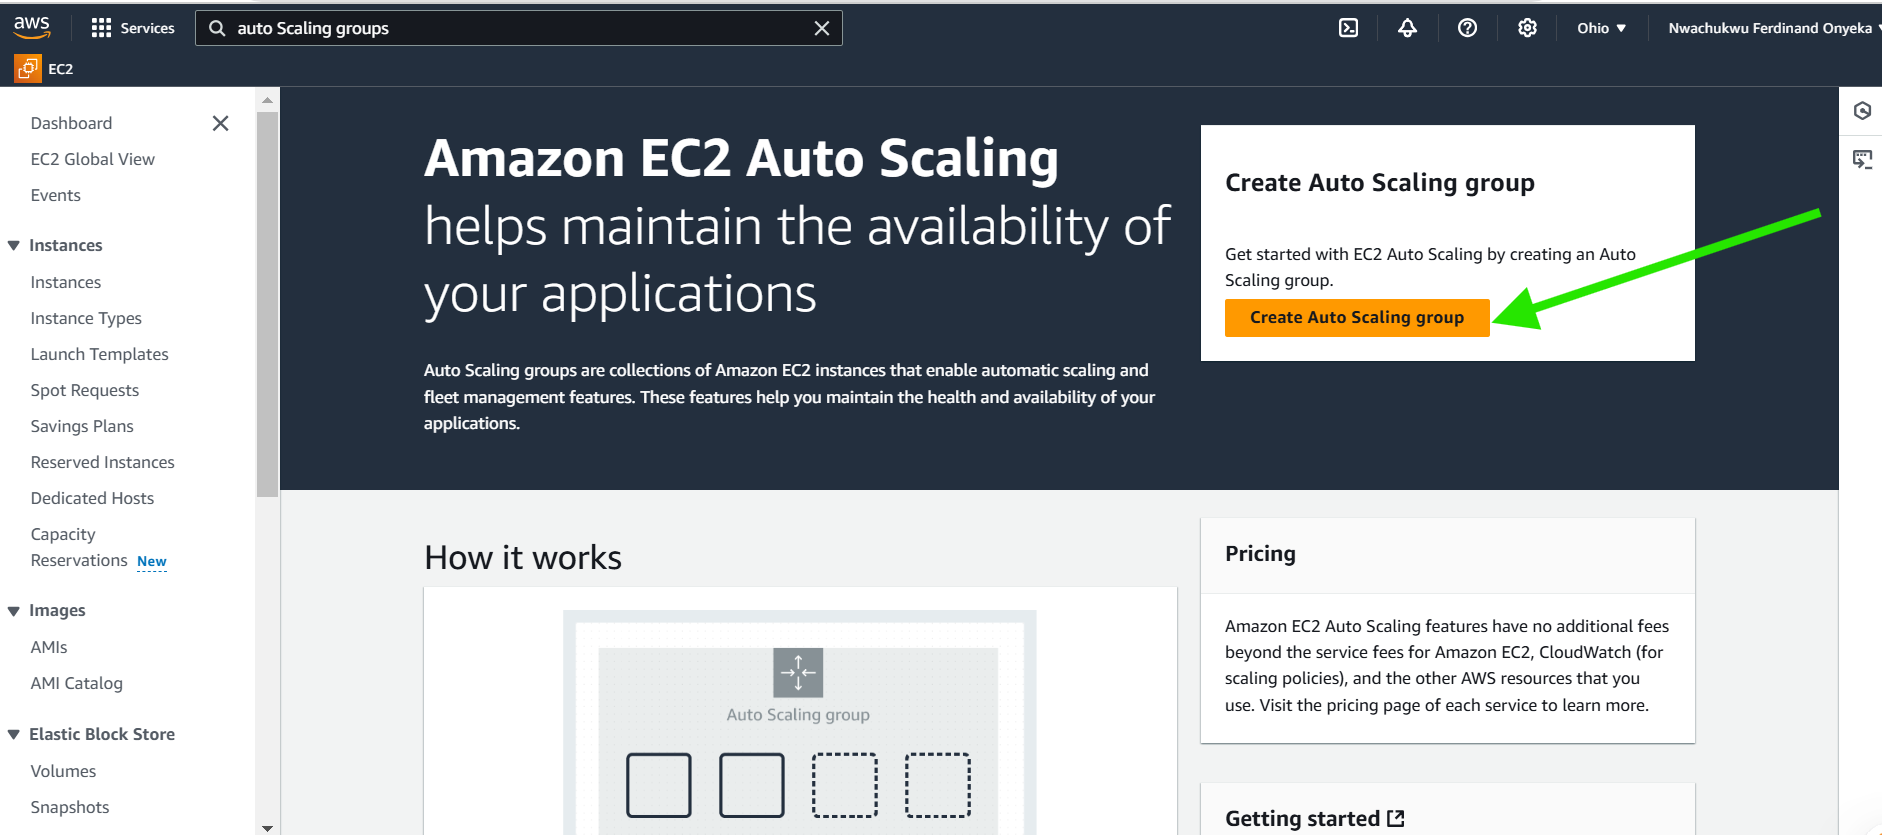 aws
Services
auto Scaling groups
Ohio
Nwachukwu Ferdinand Onyeka
EC2
Dashboard
EC2 Global View
Events
Instances
Instances
Instance Types
Launch Templates
Spot Requests
Savings Plans
Reserved Instances
Dedicated Hosts
Capacity
Reservations New
Images
AMIs
AMI Catalog
Elastic Block Store
Volumes
Snapshots
Amazon EC2 Auto Scaling
helps maintain the availability of
your applications
Auto Scaling groups are collections of Amazon EC2 instances that enable automatic scaling and
fleet management features. These features help you maintain the health and availability of your
applications.
Create Auto Scaling group
Get started with EC2 Auto Scaling by creating an Auto
Scaling group.
Create Auto Scaling group
How it works
Auto Scaling group
Pricing
Amazon EC2 Auto Scaling features have no additional fees
beyond the service fees for Amazon EC2, CloudWatch (for
scaling policies), and the other AWS resources that you
use. Visit the pricing page of each service to learn more.
Getting started